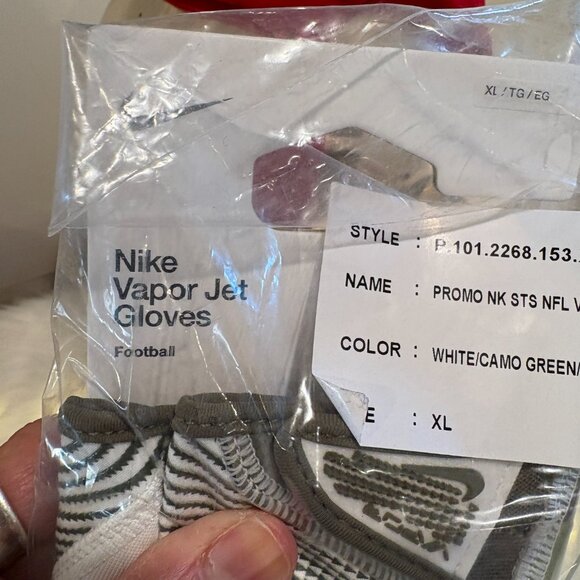 XL / TG / EG
Nike
Vapor Jet
Gloves
Football
STYLE : P.101.2268.153.
NAME : PROMO NK STS NFL V
COLOR : WHITE/CAMO GREEN/
E : XL